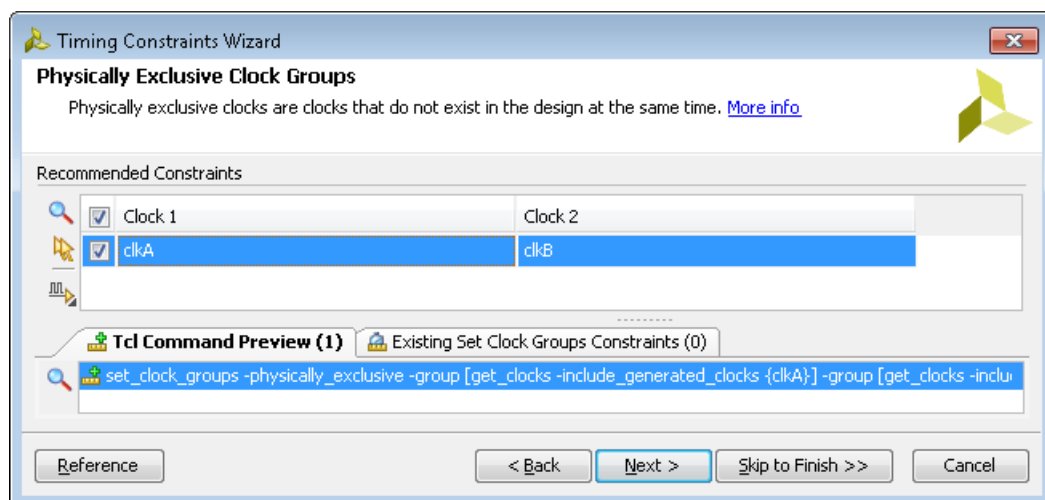 Timing Constraints Wizard
Physically Exclusive Clock Groups
Physically exclusive clocks are clocks that do not exist in the design at the same time. More info
Recommended Constraints
Clock 1 Clock 2
clkA clkB
Tcl Command Preview (1) Existing Set Clock Groups Constraints (0)
set_clock_groups -physically_exclusive -group [get_clocks -include_generated_clocks {clkA}] -group [get_clocks -inclu
Reference < Back Next > Skip to Finish >> Cancel